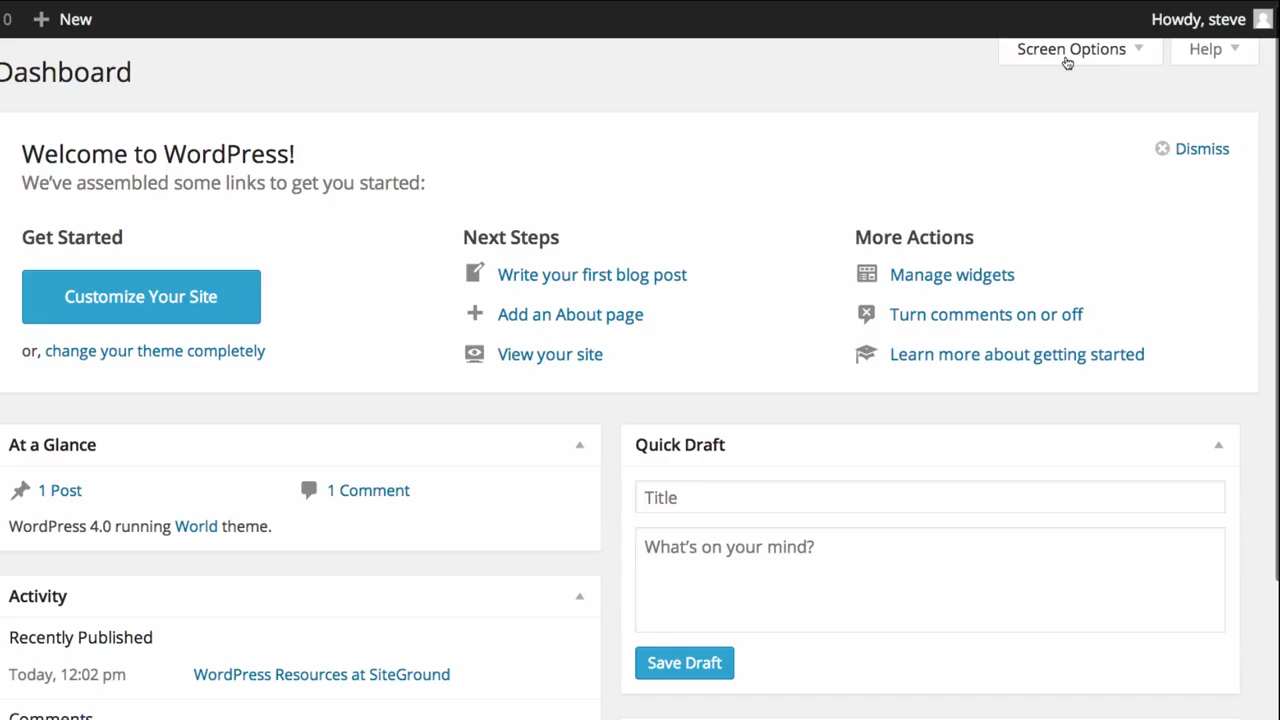 0 New Howdy, steve
Screen Options Help
Dashboard
Welcome to WordPress!
Dismiss
We've assembled some links to get you started:
Get Started
Customize Your Site
or, change your theme completely
Next Steps
Write your first blog post
Add an About page
View your site
More Actions
Manage widgets
Turn comments on or off
Learn more about getting started
At a Glance
1 Post 1 Comment
WordPress 4.0 running World theme.
Activity
Recently Published
Today, 12:02 pm WordPress Resources at SiteGround
Comments
Quick Draft
Title
What's on your mind?
Save Draft